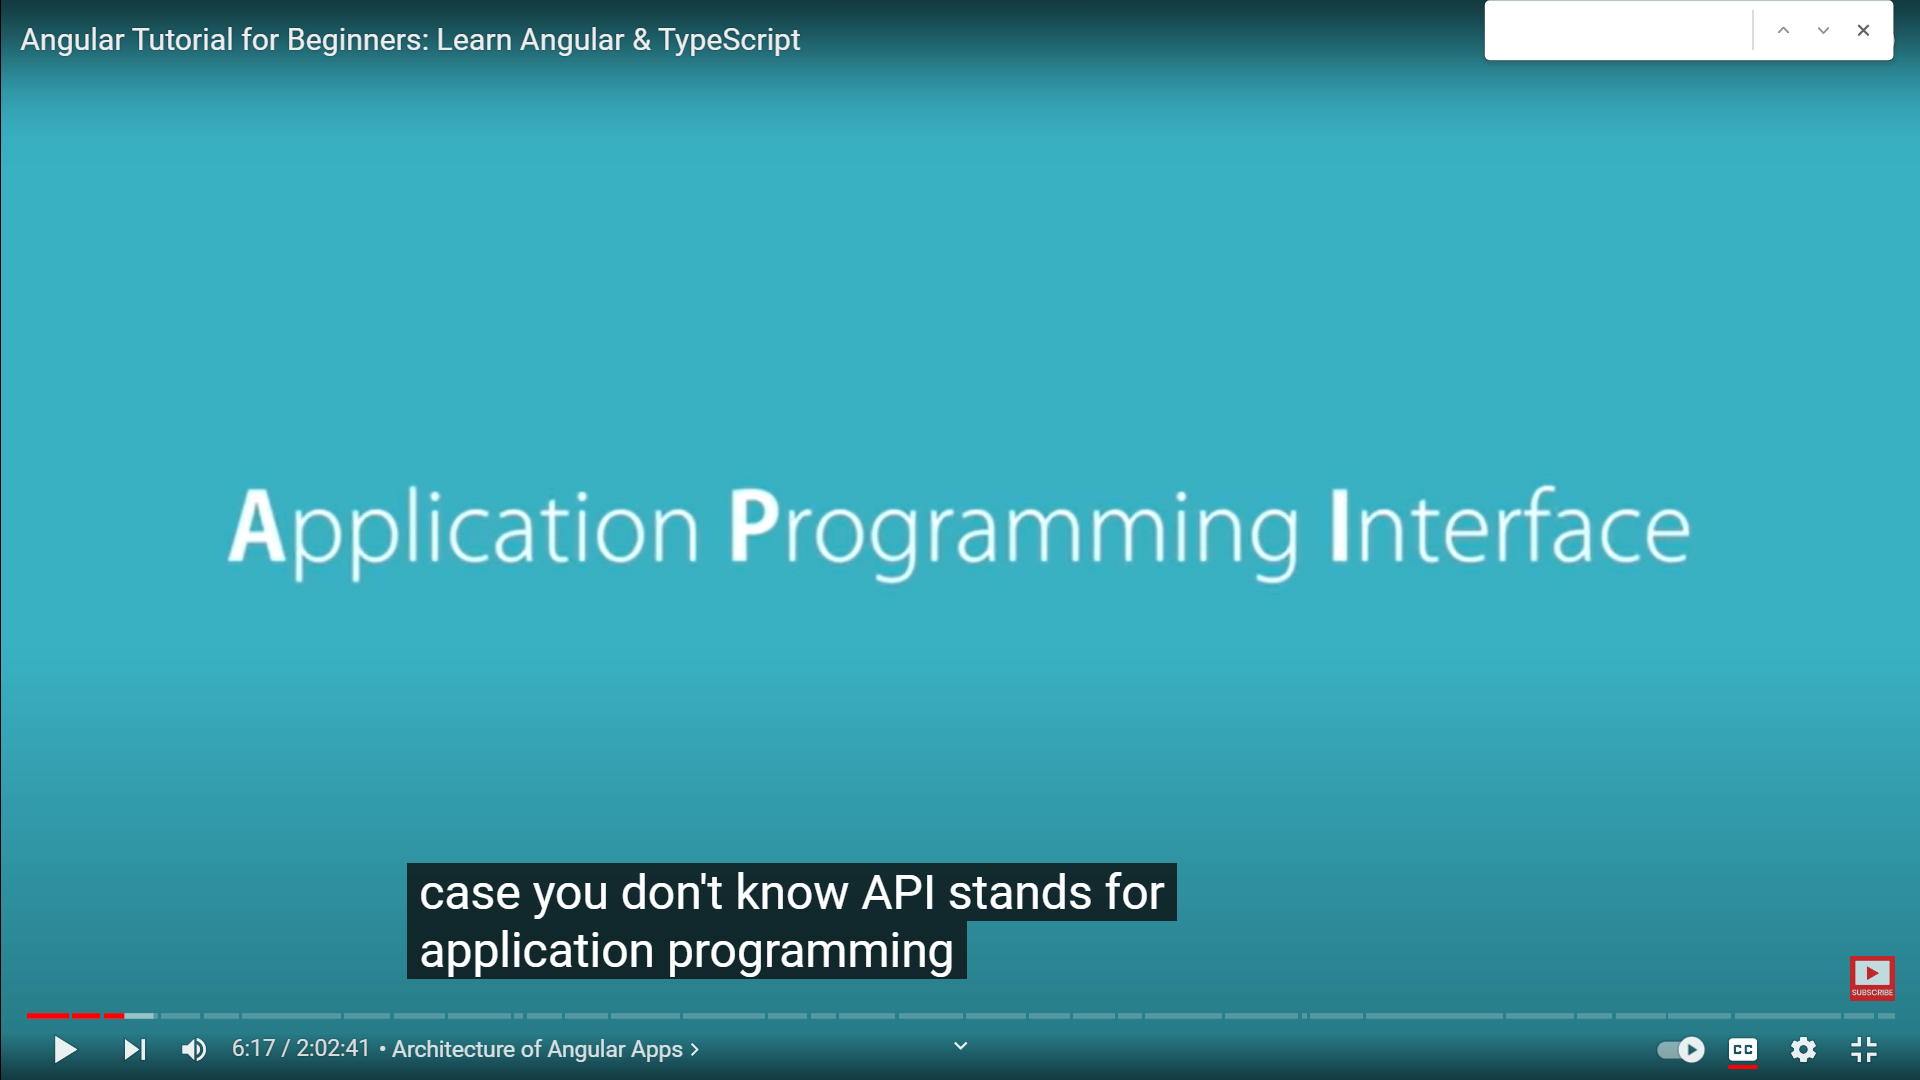 Angular Tutorial for Beginners: Learn Angular & TypeScript
Application Programming Interface
case you don't know API stands for
application programming
SUBSCRIBE
6:17 / 2:02:41 • Architecture of Angular Apps
CC